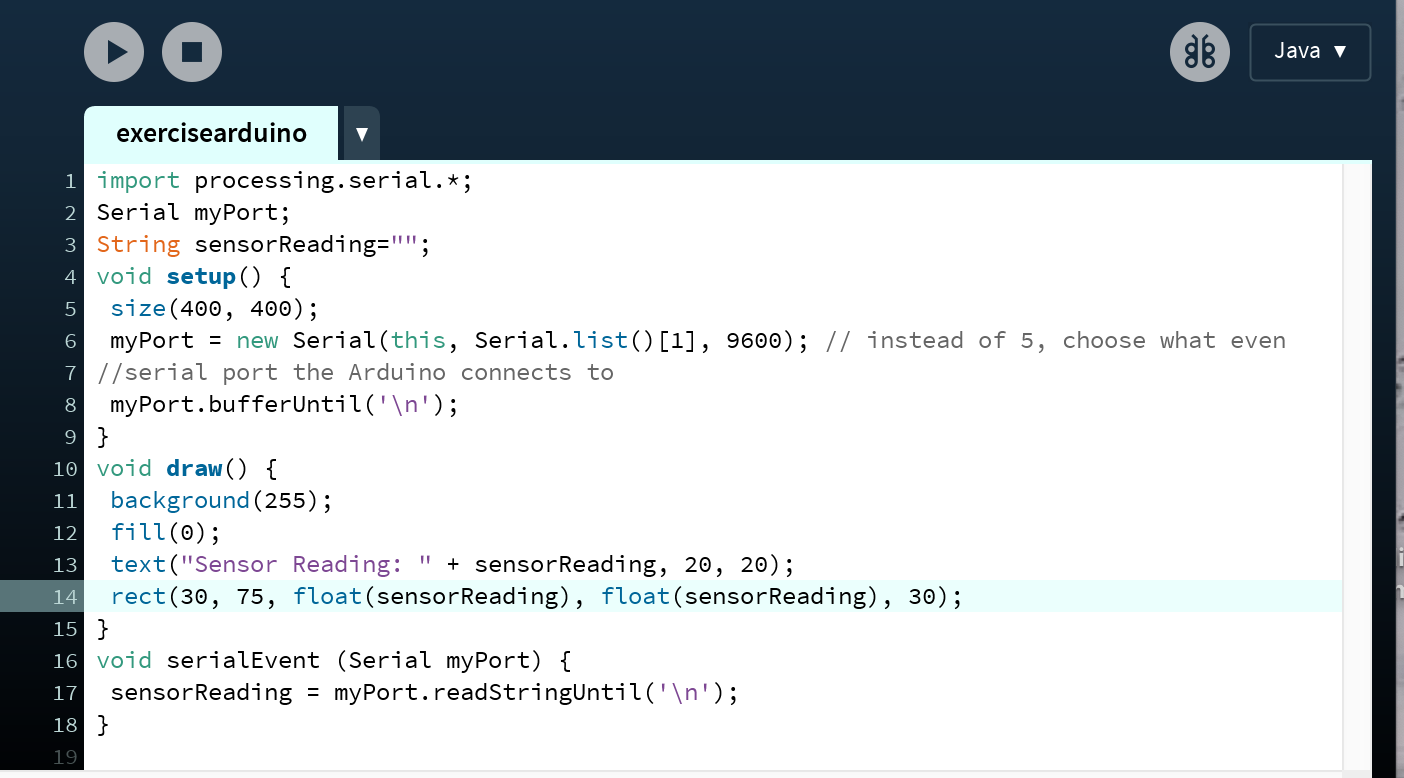 Java ▼
exercisearduino ▼
1 import processing.serial.*;
2 Serial myPort;
3 String sensorReading="";
4 void setup() {
5  size(400, 400);
6  myPort = new Serial(this, Serial.list()[1], 9600); // instead of 5, choose what even
7 //serial port the Arduino connects to
8  myPort.bufferUntil('\n');
9 }
10 void draw() {
11  background(255);
12  fill(0);
13  text("Sensor Reading: " + sensorReading, 20, 20);
14  rect(30, 75, float(sensorReading), float(sensorReading), 30);
15 }
16 void serialEvent (Serial myPort) {
17  sensorReading = myPort.readStringUntil('\n');
18 }
19